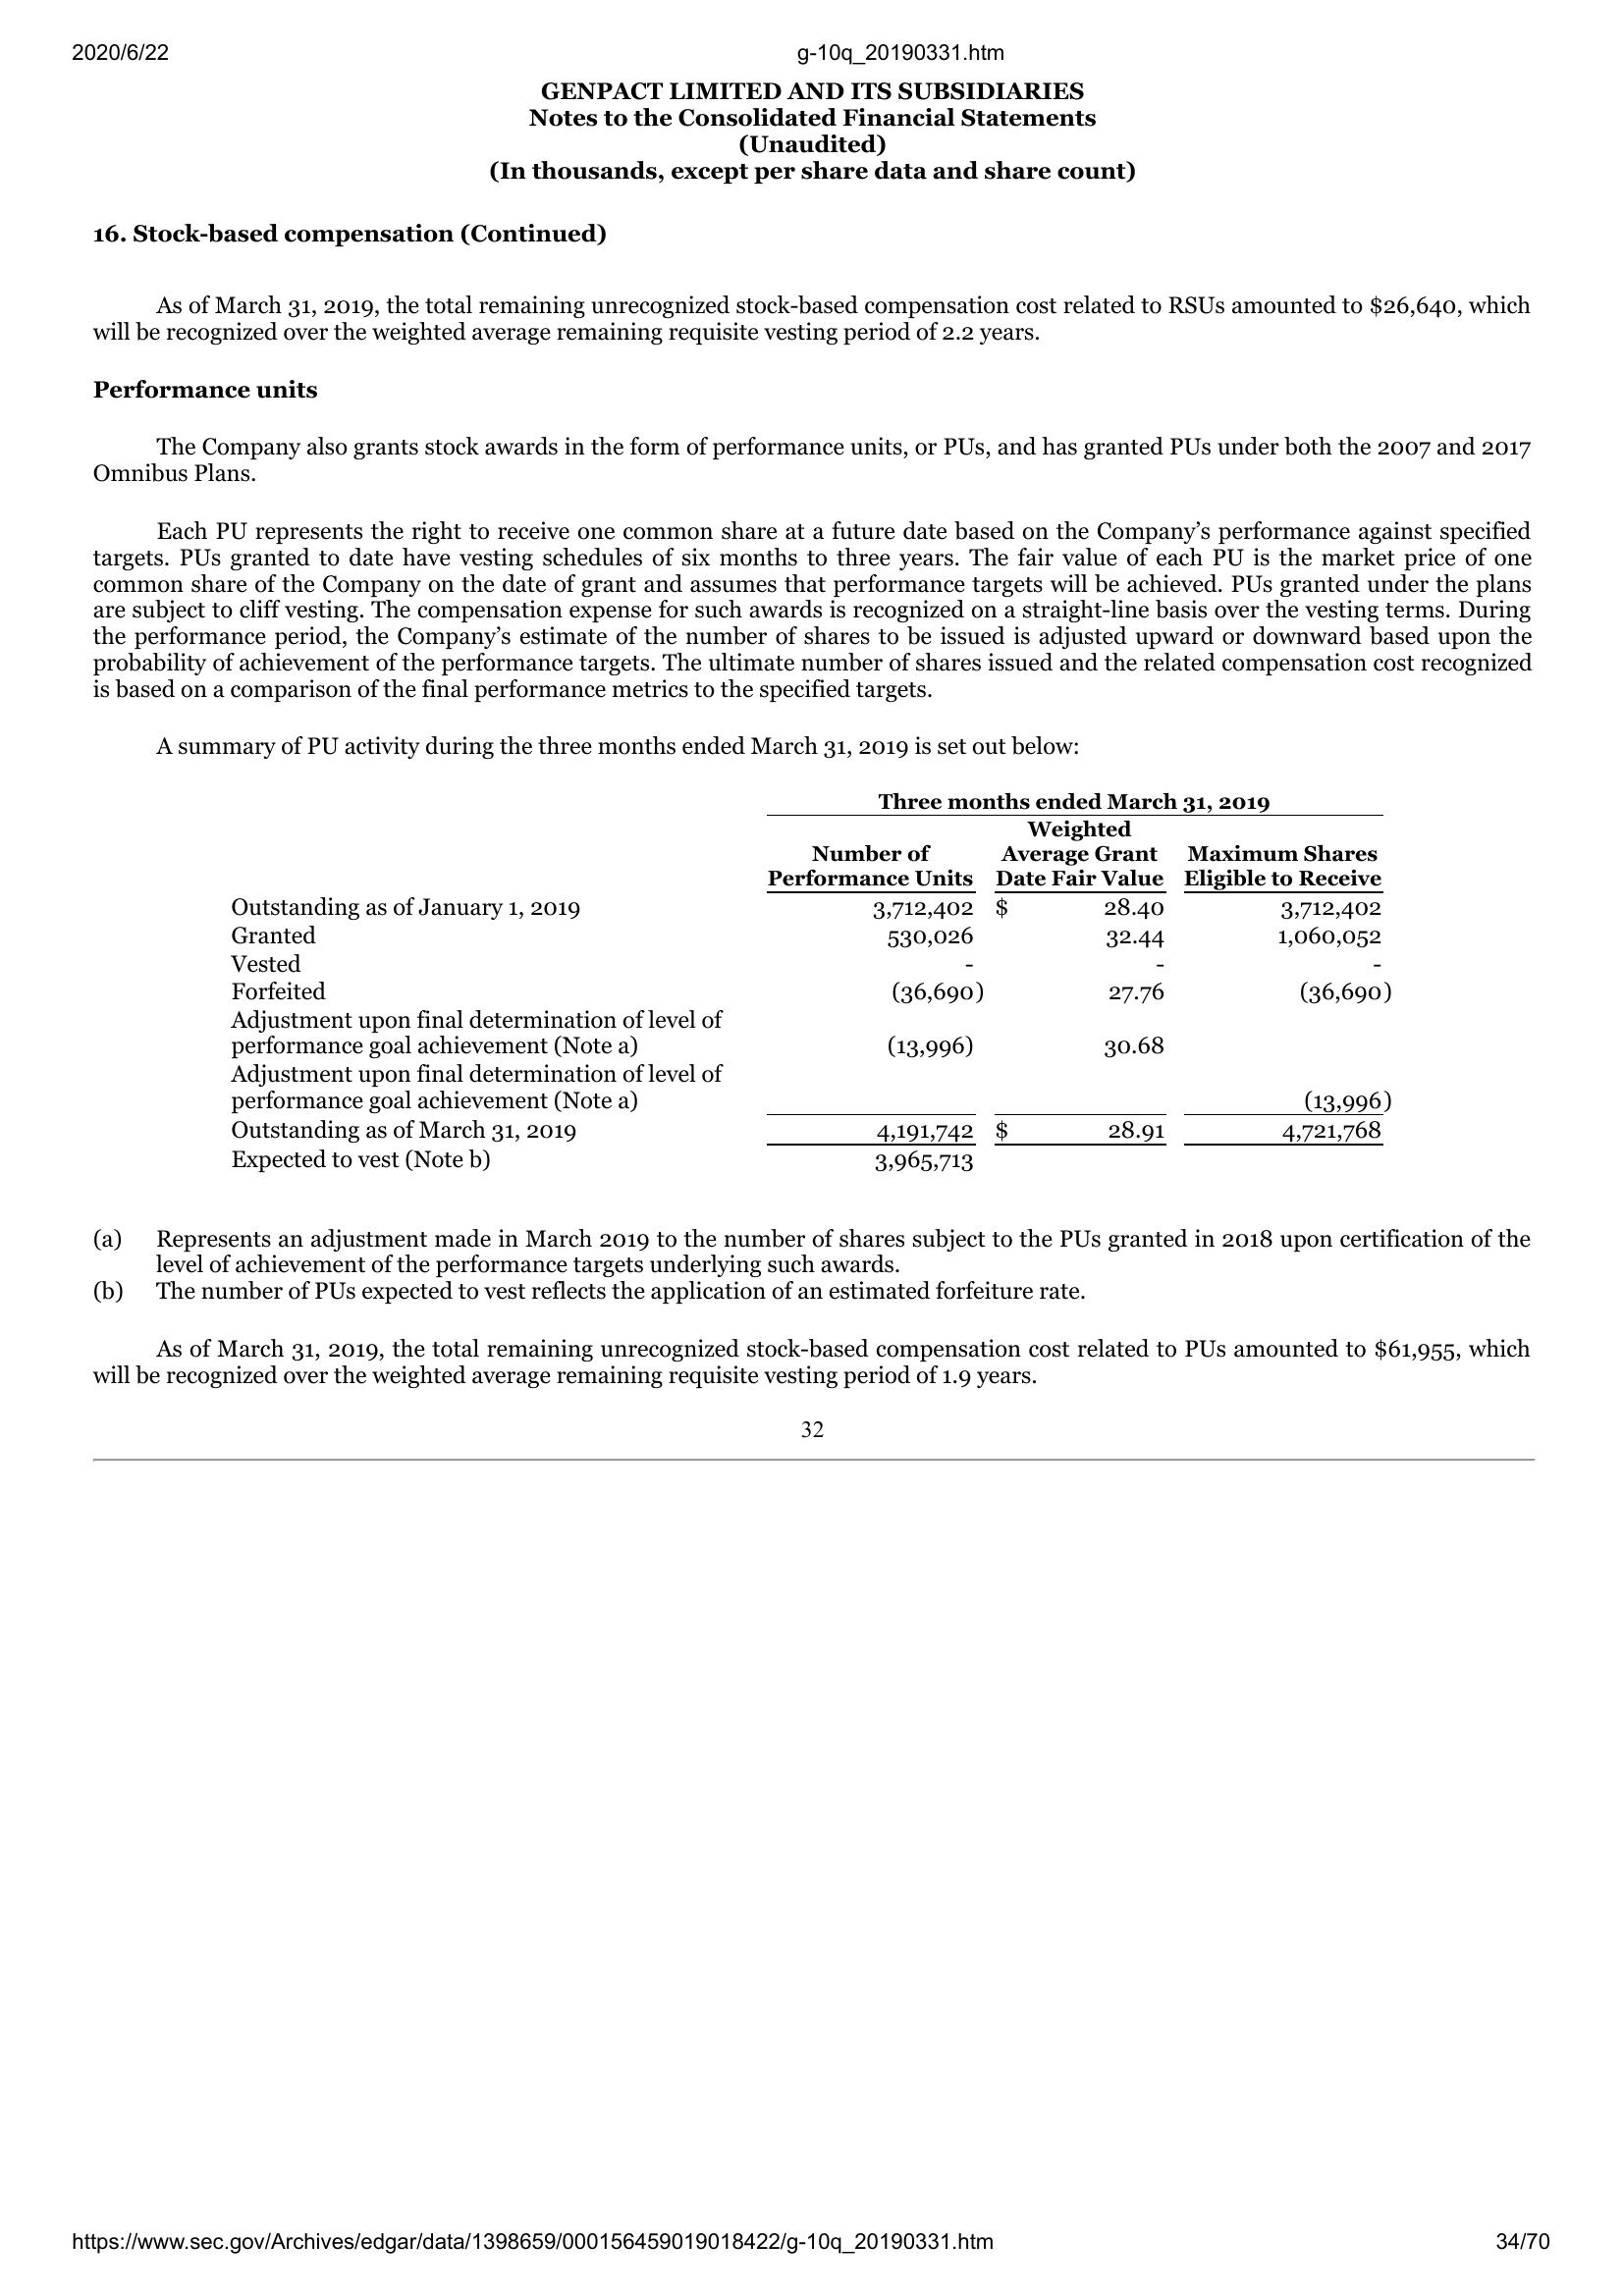 2020/6/22 g-10q_20190331.htm
GENPACT LIMITED AND ITS SUBSIDIARIES
Notes to the Consolidated Financial Statements
(Unaudited)
(In thousands, except per share data and share count)
16. Stock-based compensation (Continued)
As of March 31, 2019, the total remaining unrecognized stock-based compensation cost related to RSUs amounted to $26,640, which
will be recognized over the weighted average remaining requisite vesting period of 2.2 years.
Performance units
The Company also grants stock awards in the form of performance units, or PUs, and has granted PUs under both the 2007 and 2017
Omnibus Plans.
Each PU represents the right to receive one common share at a future date based on the Company’s performance against specified
targets. PUs granted to date have vesting schedules of six months to three years. The fair value of each PU is the market price of one
common share of the Company on the date of grant and assumes that performance targets will be achieved. PUs granted under the plans
are subject to cliff vesting. The compensation expense for such awards is recognized on a straight-line basis over the vesting terms. During
the performance period, the Company’s estimate of the number of shares to be issued is adjusted upward or downward based upon the
probability of achievement of the performance targets. The ultimate number of shares issued and the related compensation cost recognized
is based on a comparison of the final performance metrics to the specified targets.
A summary of PU activity during the three months ended March 31, 2019 is set out below:
Three months ended March 31, 2019
Weighted
Number of Average Grant Maximum Shares
Performance Units Date Fair Value Eligible to Receive
Outstanding as of January 1, 2019 3,712,402 $ 28.40 3,712,402
Granted 530,026 32.44 1,060,052
Vested - - -
Forfeited (36,690) 27.76 (36,690)
Adjustment upon final determination of level of
performance goal achievement (Note a) (13,996) 30.68
Adjustment upon final determination of level of
performance goal achievement (Note a) (13,996)
Outstanding as of March 31, 2019 4,191,742 $ 28.91 4,721,768
Expected to vest (Note b) 3,965,713
(a) Represents an adjustment made in March 2019 to the number of shares subject to the PUs granted in 2018 upon certification of the
level of achievement of the performance targets underlying such awards.
(b) The number of PUs expected to vest reflects the application of an estimated forfeiture rate.
As of March 31, 2019, the total remaining unrecognized stock-based compensation cost related to PUs amounted to $61,955, which
will be recognized over the weighted average remaining requisite vesting period of 1.9 years.
32
https://www.sec.gov/Archives/edgar/data/1398659/000156459019018422/g-10q_20190331.htm 34/70